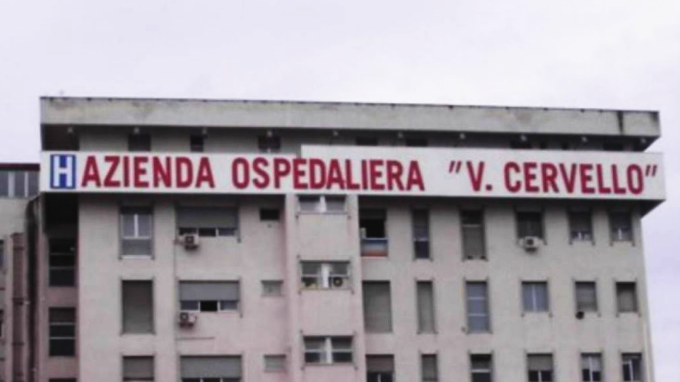 H AZIENDA OSPEDALIERA "V. CERVELLO"